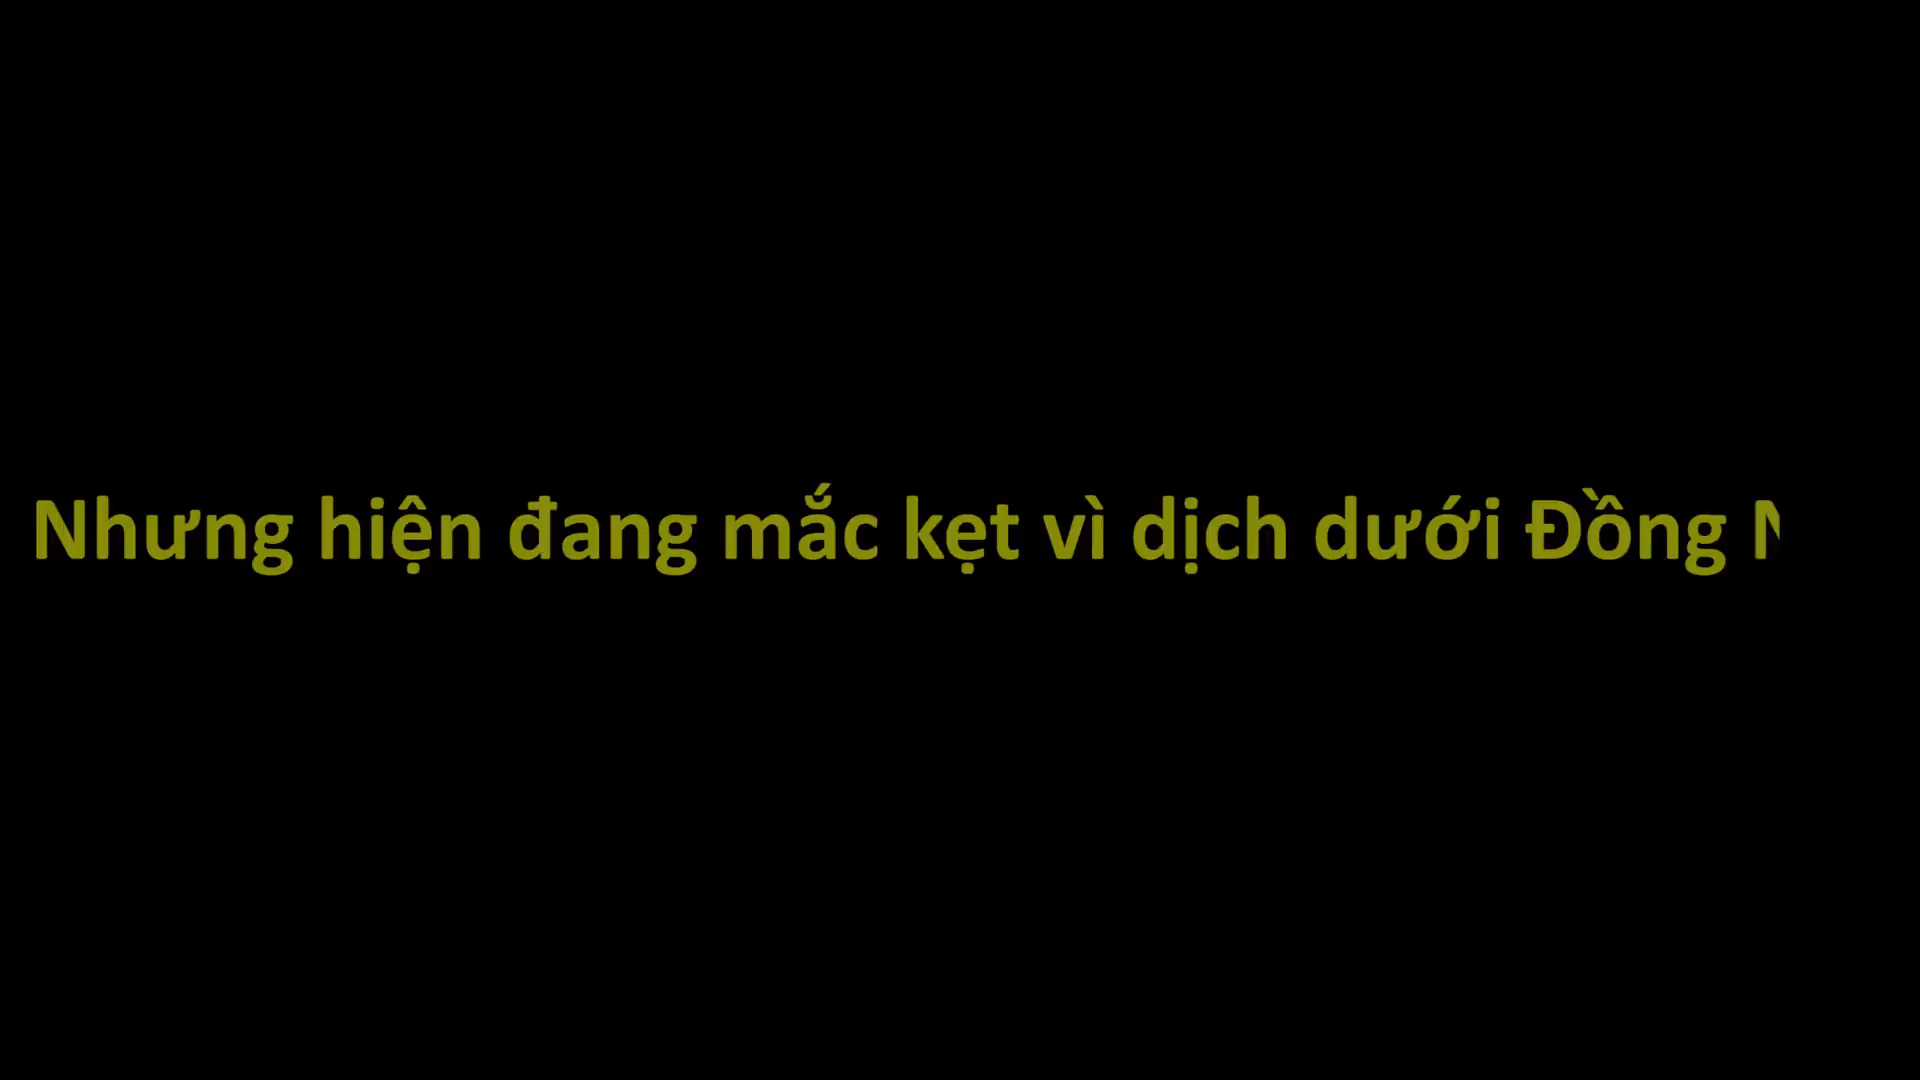 Nhưng hiện đang mắc kẹt vì dịch dưới Đồng